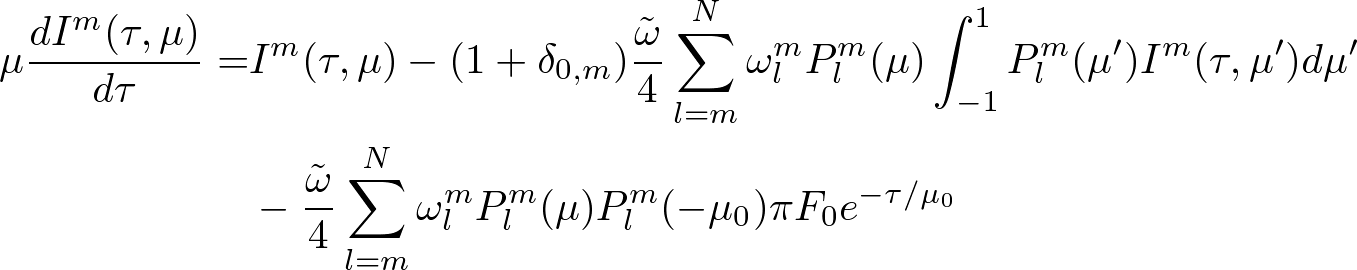 μ dI^m(τ, μ)/dτ = I^m(τ, μ) − (1 + δ_{0,m}) ω̃/4 ∑_{l=m}^{N} ω_l^m P_l^m(μ) ∫_{−1}^{1} P_l^m(μ′) I^m(τ, μ′) dμ′
− ω̃/4 ∑_{l=m}^{N} ω_l^m P_l^m(μ) P_l^m(−μ_0) πF_0 e^{−τ/μ_0}